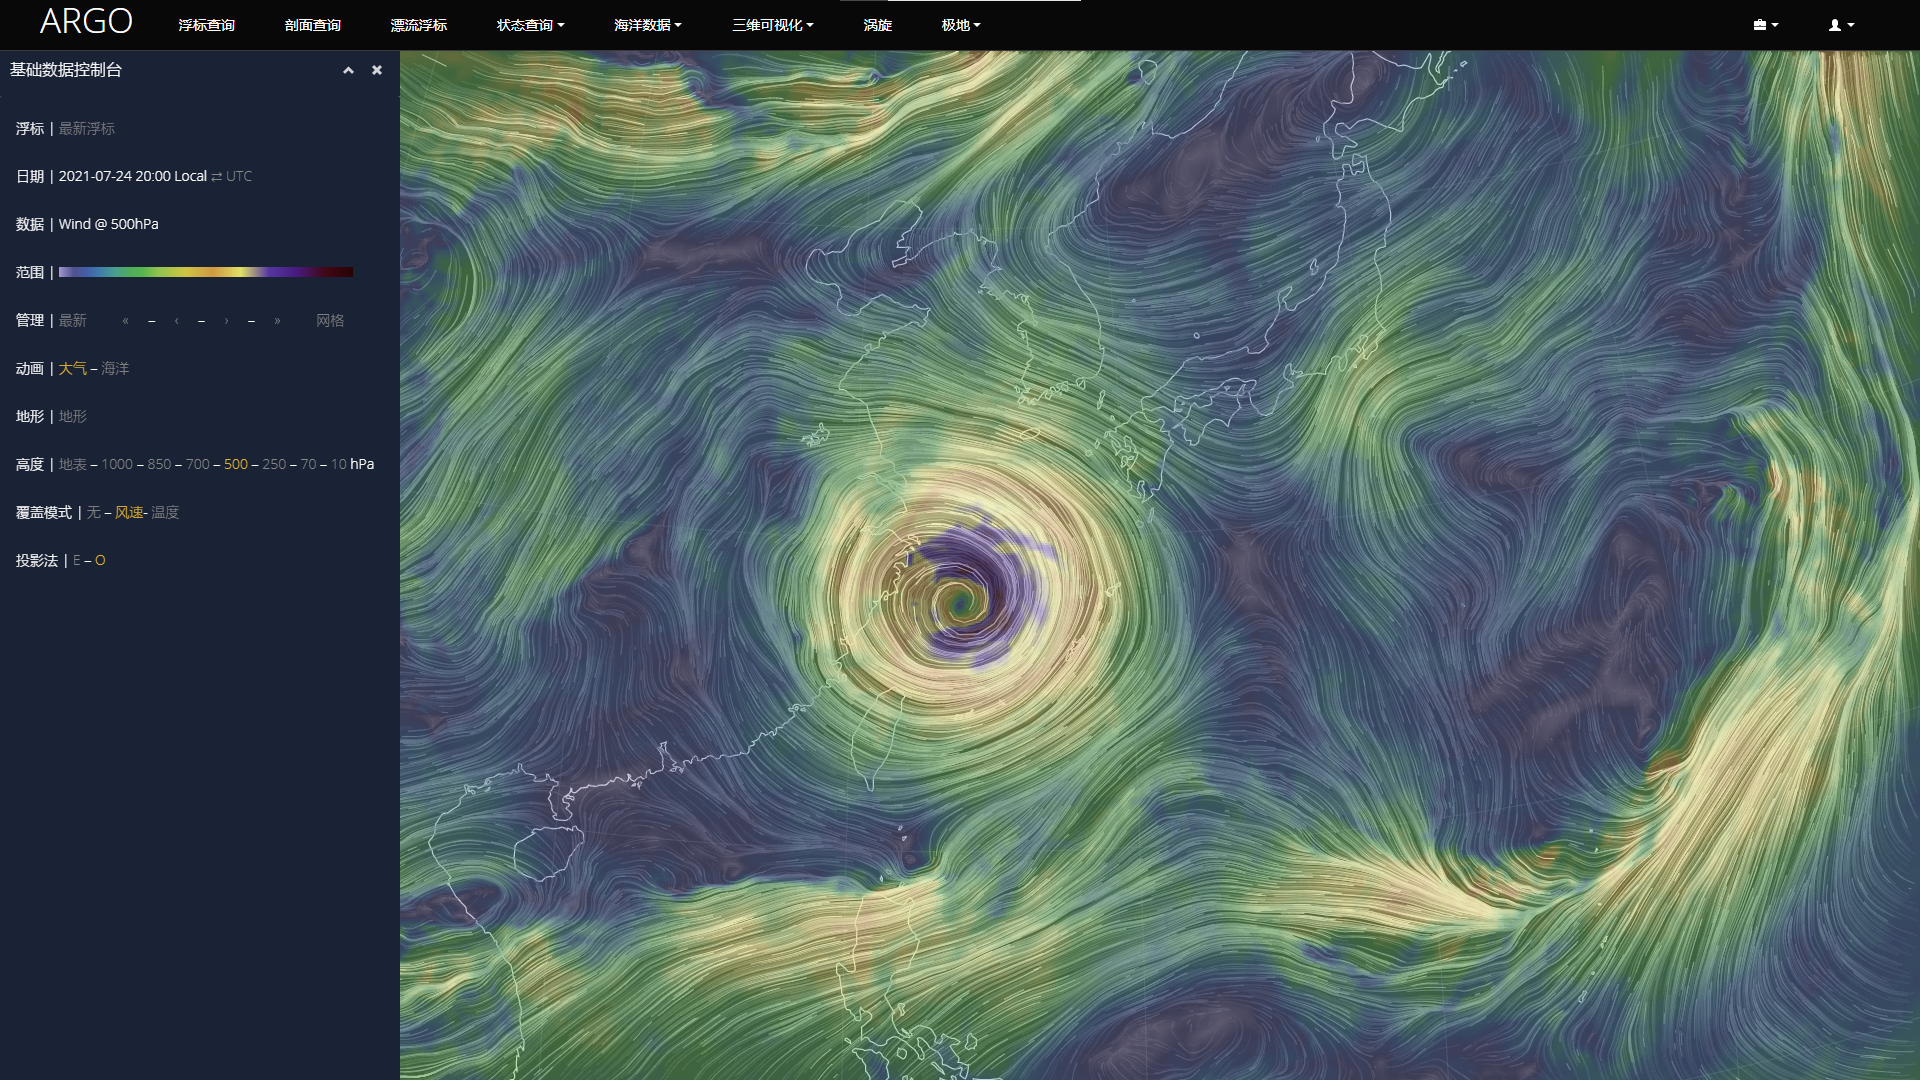 ARGO 浮标查询 剖面查询 漂流浮标 状态查询 海洋数据 三维可视化 涡旋 极地
基础数据控制台
浮标 | 最新浮标
日期 | 2021-07-24 20:00 Local ⇄ UTC
数据 | Wind @ 500hPa
范围 |
管理 | 最新 « – ‹ – › – » 网格
动画 | 大气 – 海洋
地形 | 地形
高度 | 地表 – 1000 – 850 – 700 – 500 – 250 – 70 – 10 hPa
覆盖模式 | 无 – 风速- 温度
投影法 | E – O